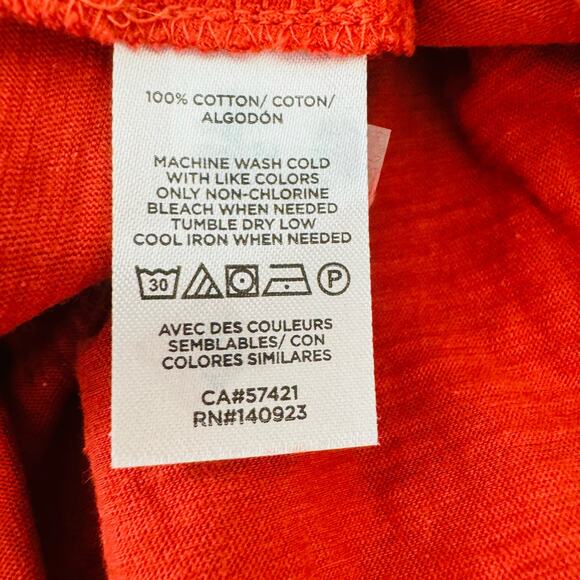 100% COTTON/ COTON/
ALGODÓN
MACHINE WASH COLD
WITH LIKE COLORS
ONLY NON-CHLORINE
BLEACH WHEN NEEDED
TUMBLE DRY LOW
COOL IRON WHEN NEEDED
30 P
AVEC DES COULEURS
SEMBLABLES/ CON
COLORES SIMILARES
CA#57421
RN#140923